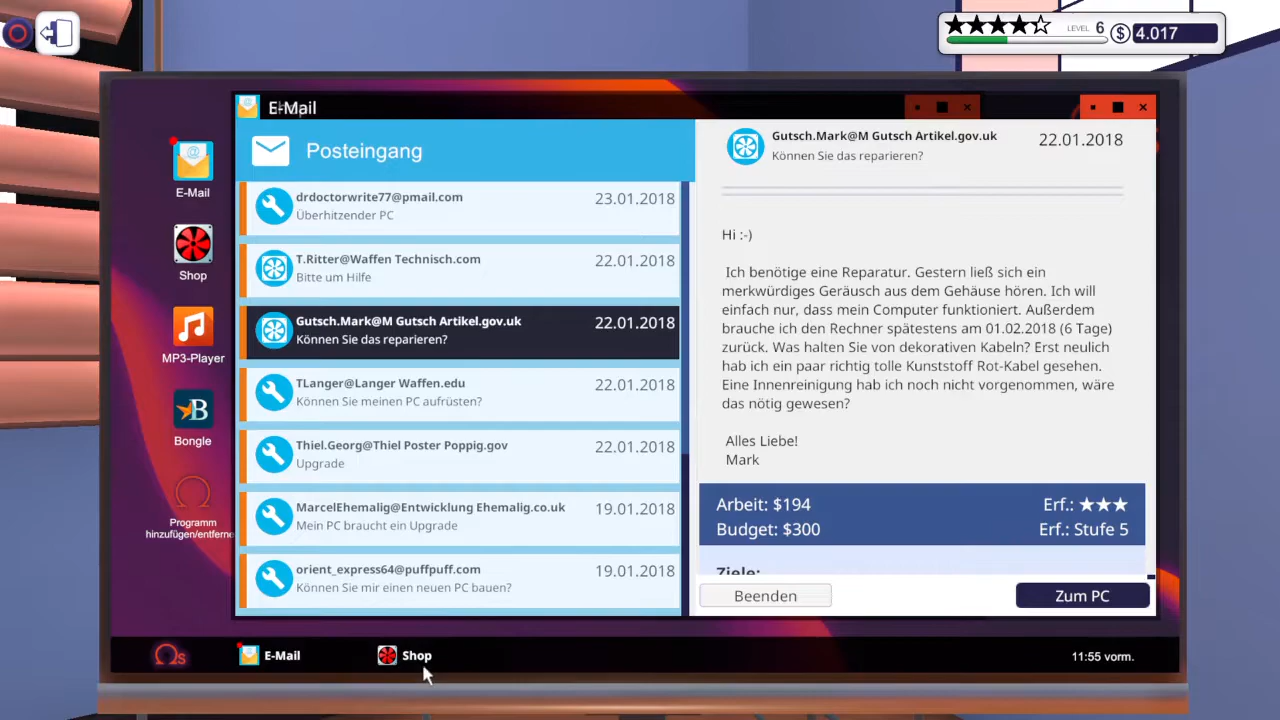 LEVEL 6
$ 4.017
E-Mail
Posteingang
drdoctorwrite77@pmail.com 23.01.2018
Überhitzender PC
T.Ritter@Waffen Technisch.com 22.01.2018
Bitte um Hilfe
Gutsch.Mark@M Gutsch Artikel.gov.uk 22.01.2018
Können Sie das reparieren?
TLanger@Langer Waffen.edu 22.01.2018
Können Sie meinen PC aufrüsten?
Thiel.Georg@Thiel Poster Poppig.gov 22.01.2018
Upgrade
MarcelEhemalig@Entwicklung Ehemalig.co.uk 19.01.2018
Mein PC braucht ein Upgrade
orient_express64@puffpuff.com 19.01.2018
Können Sie mir einen neuen PC bauen?
Gutsch.Mark@M Gutsch Artikel.gov.uk 22.01.2018
Können Sie das reparieren?
Hi :-)
Ich benötige eine Reparatur. Gestern ließ sich ein
merkwürdiges Geräusch aus dem Gehäuse hören. Ich will
einfach nur, dass mein Computer funktioniert. Außerdem
brauche ich den Rechner spätestens am 01.02.2018 (6 Tage)
zurück. Was halten Sie von dekorativen Kabeln? Erst neulich
hab ich ein paar richtig tolle Kunststoff Rot-Kabel gesehen.
Eine Innenreinigung hab ich noch nicht vorgenommen, wäre
das nötig gewesen?
Alles Liebe!
Mark
Arbeit: $194 Erf.: ★★★
Budget: $300 Erf.: Stufe 5
Ziele:
Beenden
Zum PC
E-Mail
Shop
MP3-Player
B
Bongle
Programm
hinzufügen/entferne
Ωs
E-Mail
Shop
11:55 vorm.